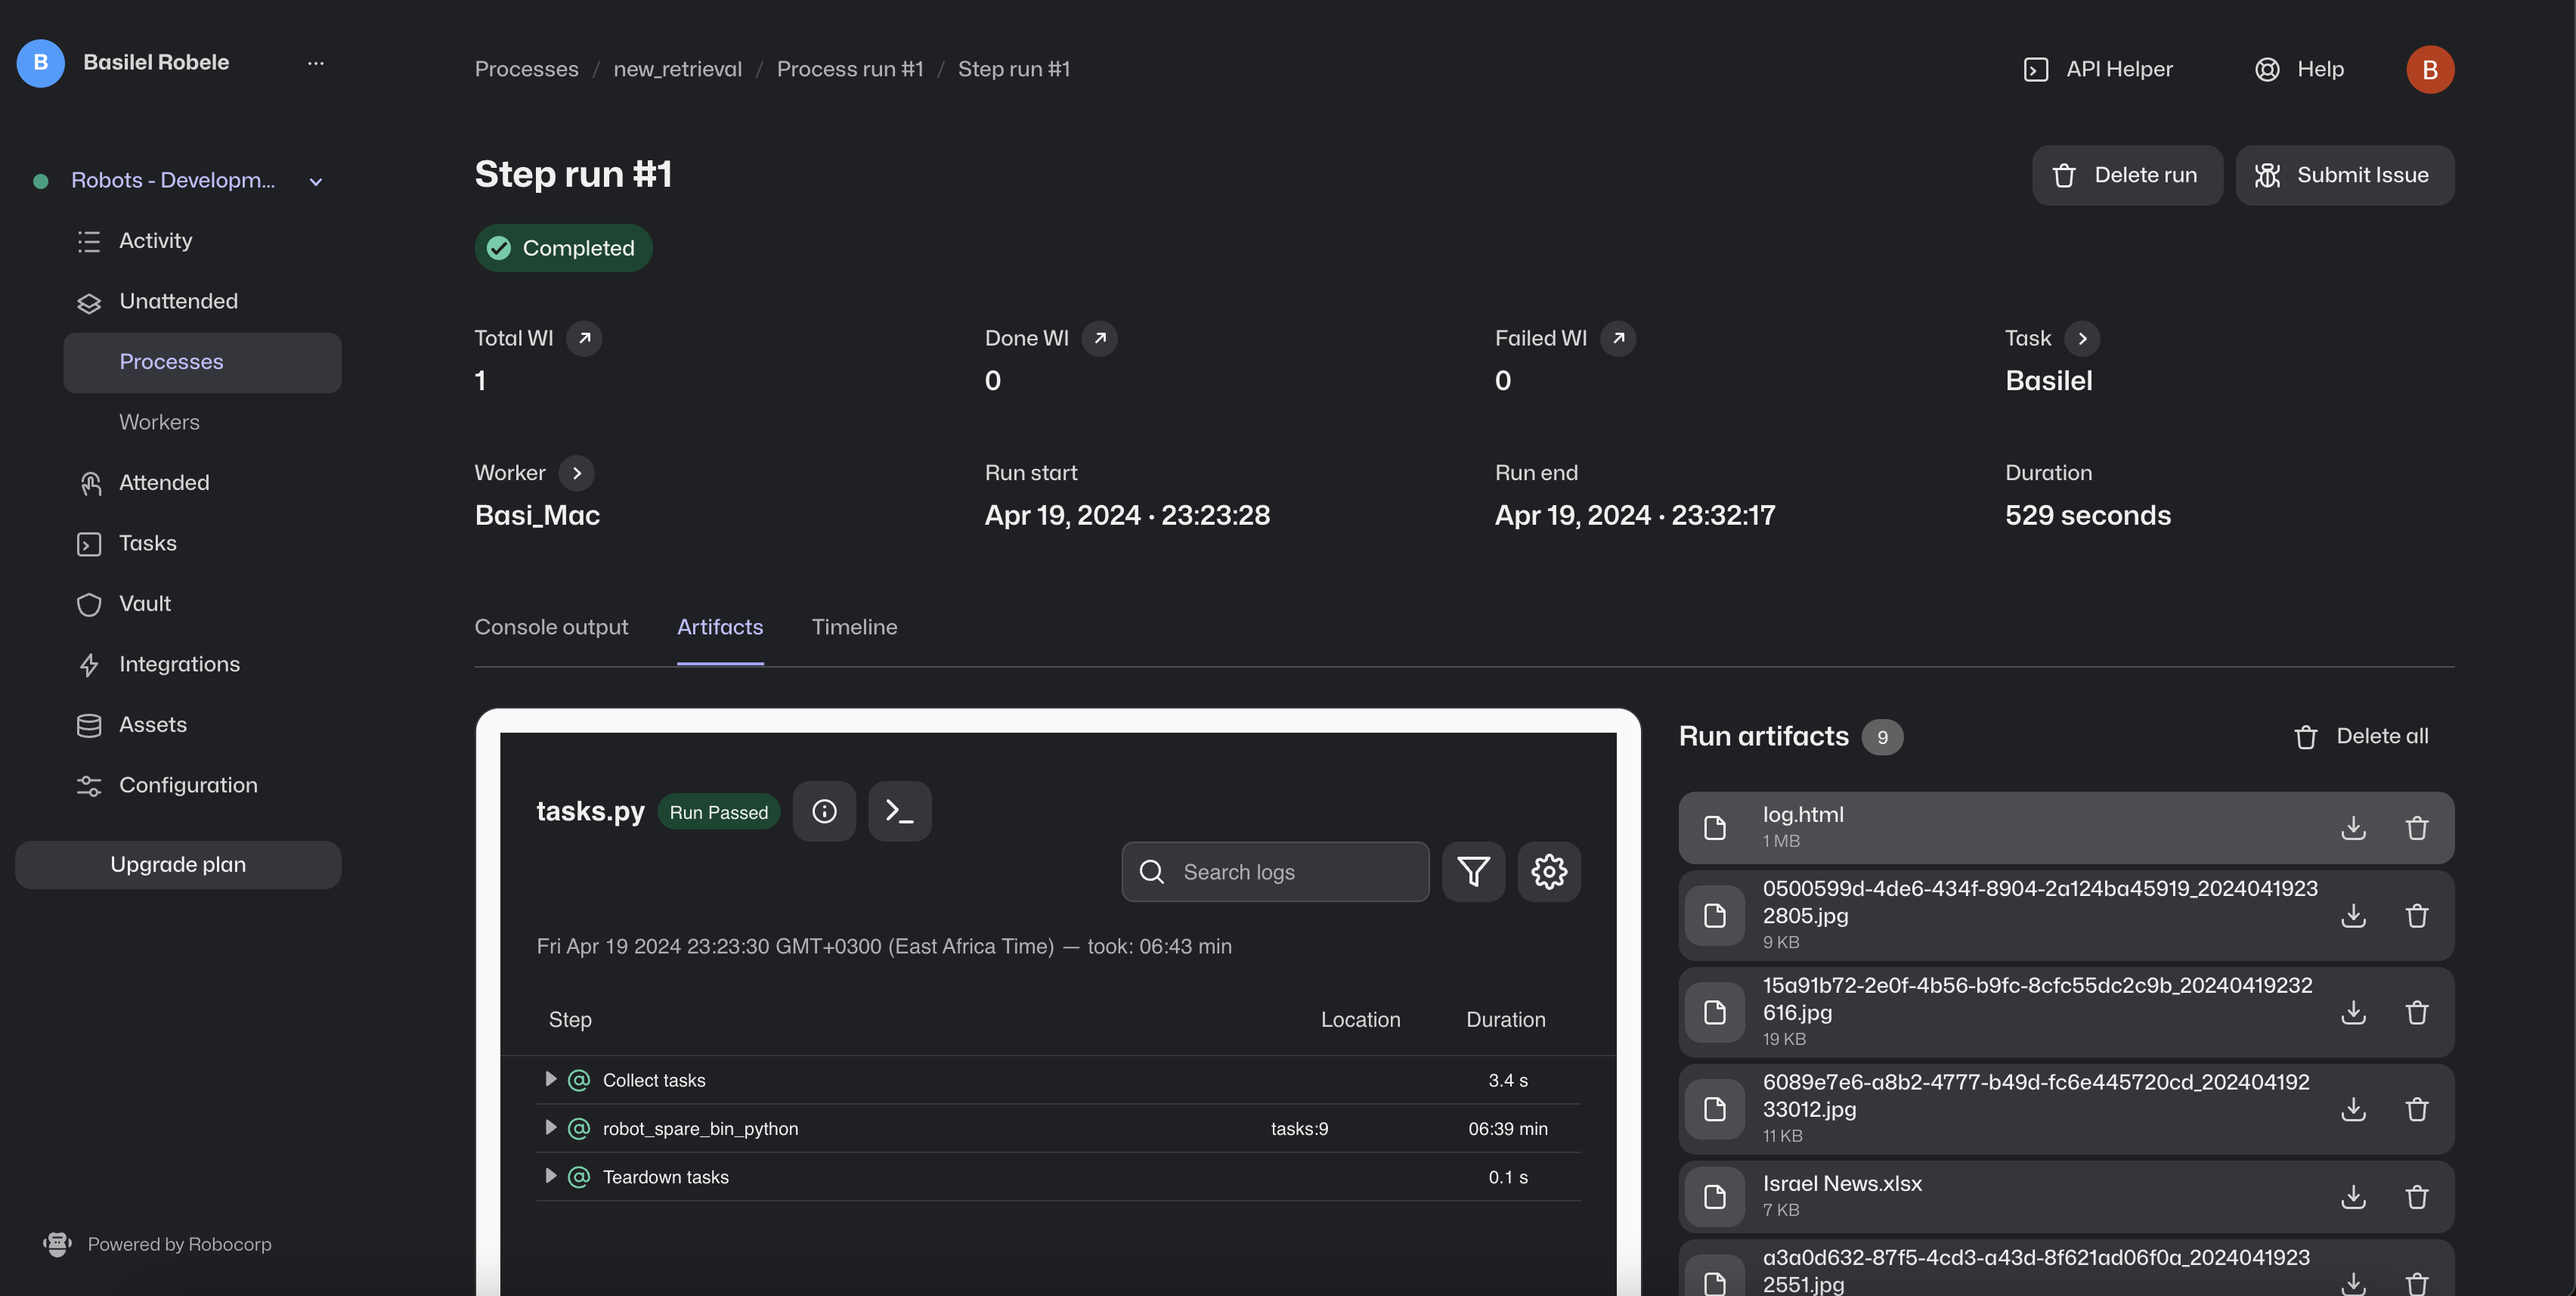 B Basilel Robele ...
Robots - Developm...
Activity
Unattended
Processes
Workers
Attended
Tasks
Vault
Integrations
Assets
Configuration
Upgrade plan
Powered by Robocorp
Processes / new_retrieval / Process run #1 / Step run #1
API Helper
Help
B
Step run #1
Delete run
Submit Issue
Completed
Total WI
1
Done WI
0
Failed WI
0
Task
Basilel
Worker
Basi_Mac
Run start
Apr 19, 2024 · 23:23:28
Run end
Apr 19, 2024 · 23:32:17
Duration
529 seconds
Console output
Artifacts
Timeline
tasks.py Run Passed
Search logs
Fri Apr 19 2024 23:23:30 GMT+0300 (East Africa Time) — took: 06:43 min
Step Location Duration
Collect tasks 3.4 s
robot_spare_bin_python tasks:9 06:39 min
Teardown tasks 0.1 s
Run artifacts 9
Delete all
log.html
1 MB
0500599d-4de6-434f-8904-2a124ba45919_2024041923
2805.jpg
9 KB
15a91b72-2e0f-4b56-b9fc-8cfc55dc2c9b_20240419232
616.jpg
19 KB
6089e7e6-a8b2-4777-b49d-fc6e445720cd_202404192
33012.jpg
11 KB
Israel News.xlsx
7 KB
a3a0d632-87f5-4cd3-a43d-8f621ad06f0a_2024041923
2551.jpg